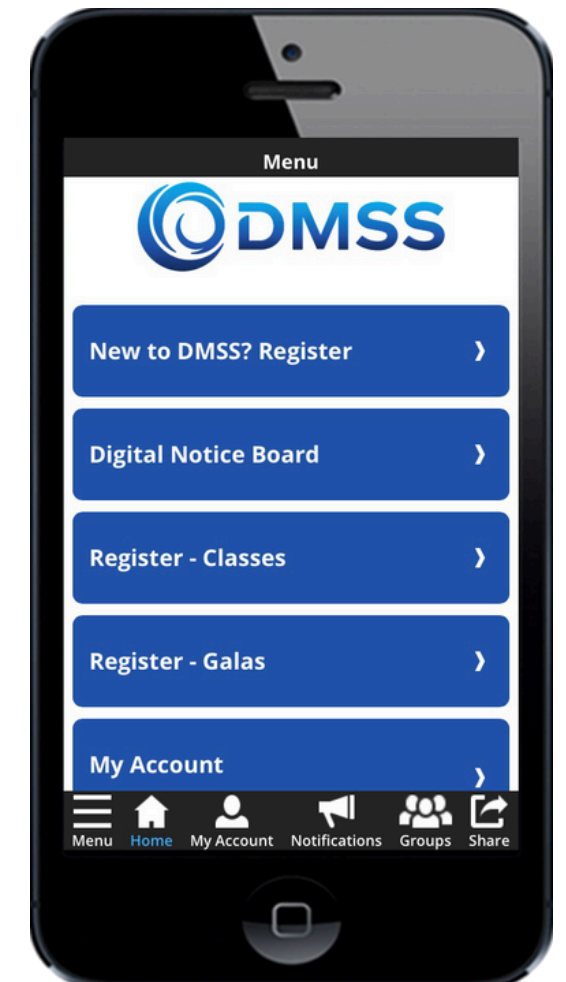 Menu
DMSS
New to DMSS? Register
Digital Notice Board
Register - Classes
Register - Galas
My Account
Menu Home My Account Notifications Groups Share